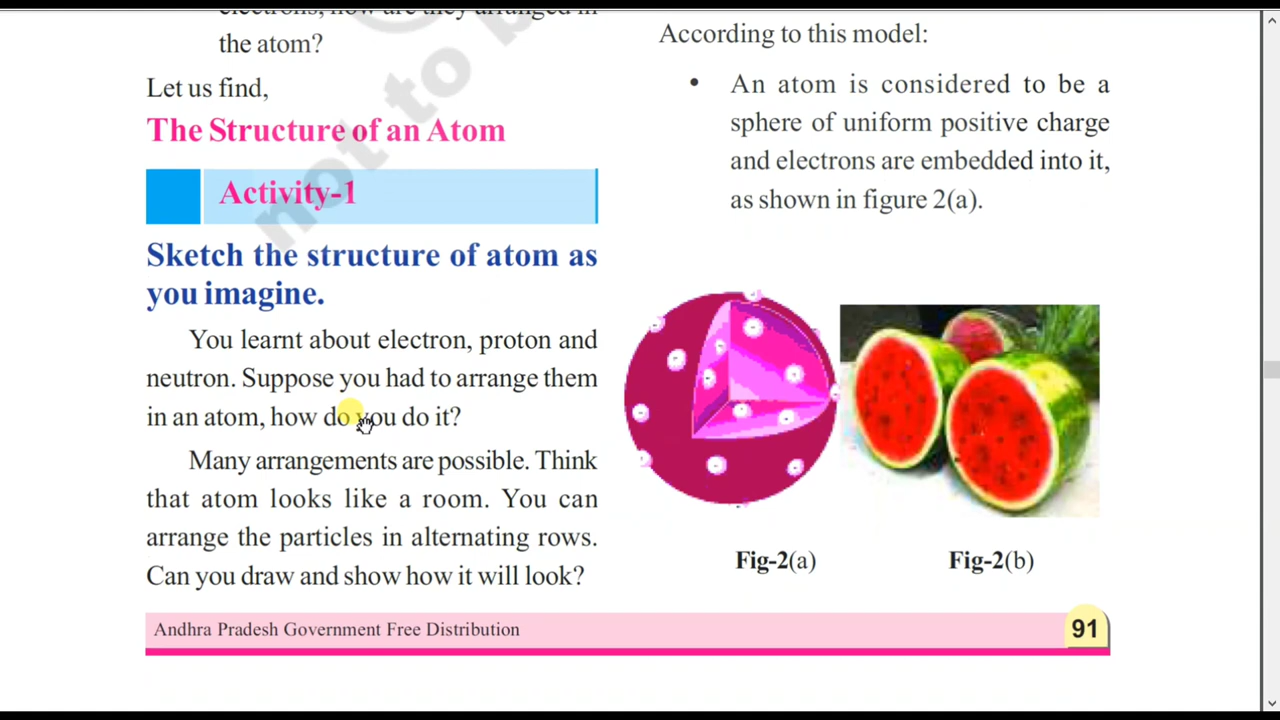 the atom?
Let us find,
The Structure of an Atom
Activity-1
Sketch the structure of atom as
you imagine.
You learnt about electron, proton and
neutron. Suppose you had to arrange them
in an atom, how do you do it?
Many arrangements are possible. Think
that atom looks like a room. You can
arrange the particles in alternating rows.
Can you draw and show how it will look?
not to b
According to this model:
• An atom is considered to be a
sphere of uniform positive charge
and electrons are embedded into it,
as shown in figure 2(a).
Fig-2(a)
Fig-2(b)
Andhra Pradesh Government Free Distribution
91